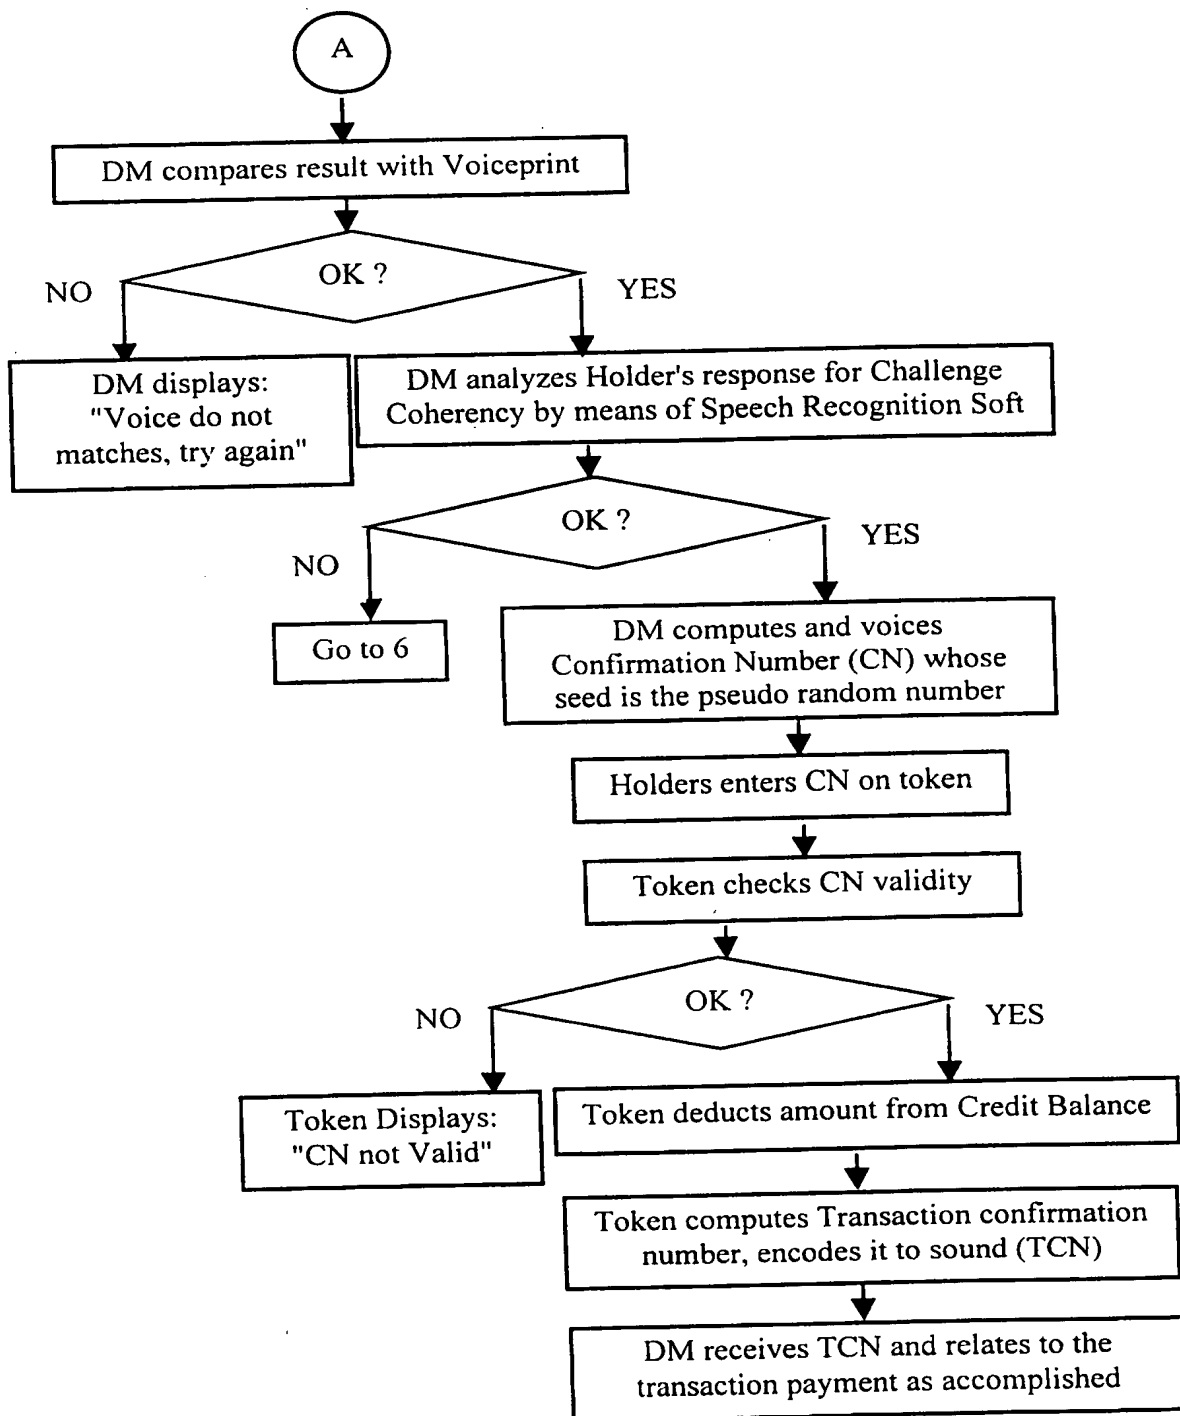 A
DM compares result with Voiceprint
OK ?
NO
YES
DM displays:
"Voice do not
matches, try again"
DM analyzes Holder's response for Challenge
Coherency by means of Speech Recognition Soft
OK ?
NO
YES
Go to 6
DM computes and voices
Confirmation Number (CN) whose
seed is the pseudo random number
Holders enters CN on token
Token checks CN validity
OK ?
NO
YES
Token Displays:
"CN not Valid"
Token deducts amount from Credit Balance
Token computes Transaction confirmation
number, encodes it to sound (TCN)
DM receives TCN and relates to the
transaction payment as accomplished